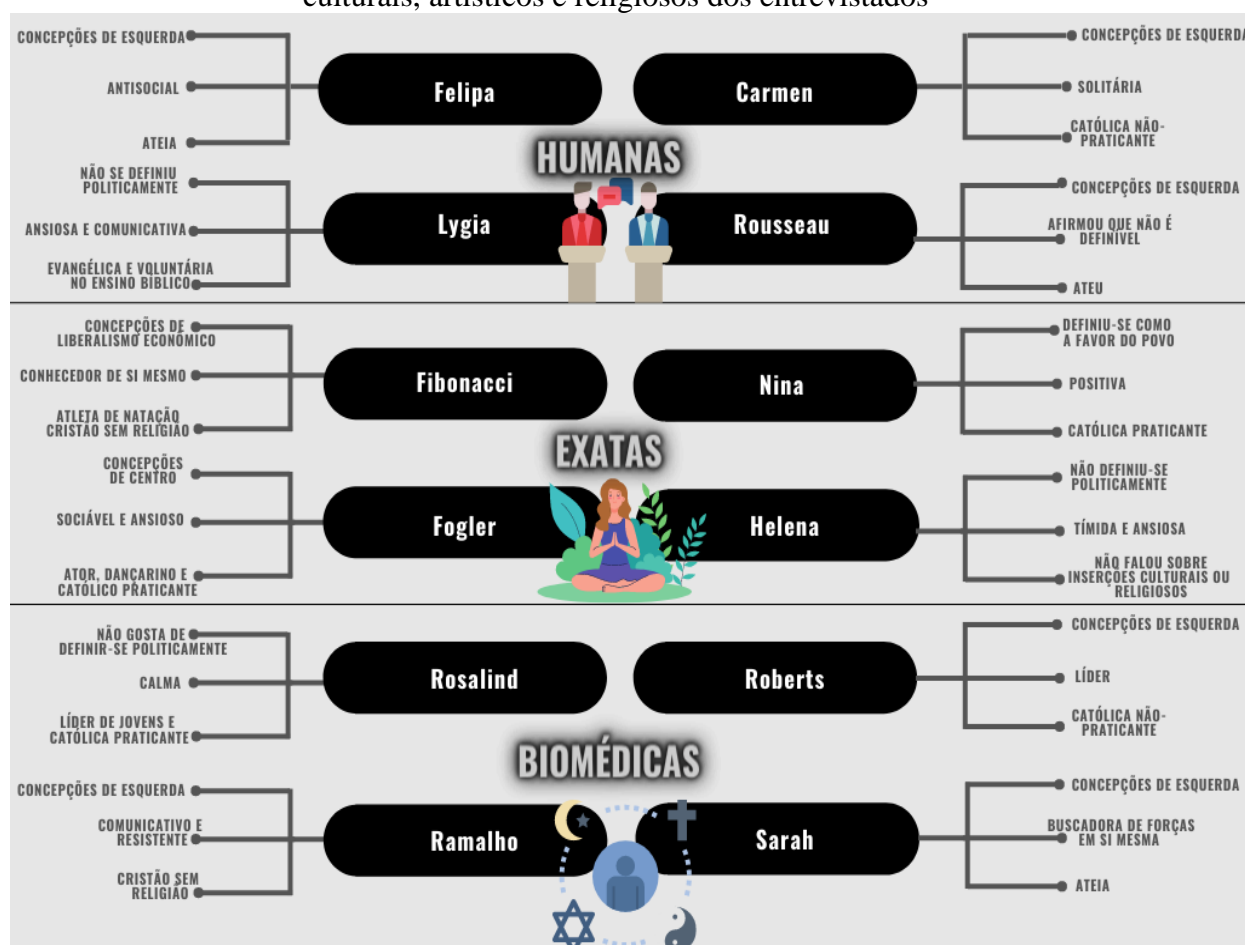 culturais, artísticos e religiosos dos entrevistados
CONCEPÇÕES DE ESQUERDA
ANTISOCIAL
ATEIA
Felipa
Carmen
CONCEPÇÕES DE ESQUERDA
SOLITÁRIA
CATÓLICA NÃO-
PRATICANTE
HUMANAS
NÃO SE DEFINIU
POLITICAMENTE
ANSIOSA E COMUNICATIVA
EVANGÉLICA E VOLUNTÁRIA
NO ENSINO BÍBLICO
Lygia
Rousseau
CONCEPÇÕES DE ESQUERDA
AFIRMOU QUE NÃO É
DEFINÍVEL
ATEU
CONCEPÇÕES DE
LIBERALISMO ECONÔMICO
CONHECEDOR DE SI MESMO
ATLETA DE NATAÇÃO
CRISTÃO SEM RELIGIÃO
Fibonacci
Nina
DEFINIU-SE COMO
A FAVOR DO POVO
POSITIVA
CATÓLICA PRATICANTE
EXATAS
CONCEPÇÕES
DE CENTRO
SOCIÁVEL E ANSIOSO
ATOR, DANÇARINO E
CATÓLICO PRATICANTE
Fogler
Helena
NÃO DEFINIU-SE
POLITICAMENTE
TÍMIDA E ANSIOSA
NÃO FALOU SOBRE
INSERÇÕES CULTURAIS OU
RELIGIOSOS
NÃO GOSTA DE
DEFINIR-SE POLITICAMENTE
CALMA
LÍDER DE JOVENS E
CATÓLICA PRATICANTE
Rosalind
Roberts
CONCEPÇÕES DE ESQUERDA
LÍDER
CATÓLICA NÃO-
PRATICANTE
BIOMÉDICAS
CONCEPÇÕES DE ESQUERDA
COMUNICATIVO E
RESISTENTE
CRISTÃO SEM
RELIGIÃO
Ramalho
Sarah
CONCEPÇÕES DE ESQUERDA
BUSCADORA DE FORÇAS
EM SI MESMA
ATEIA